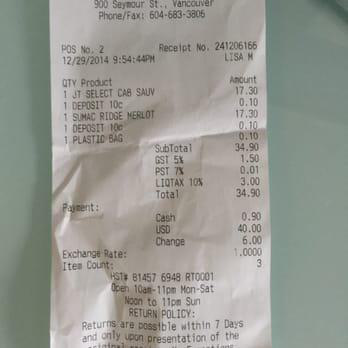 900 Seymour St., Vancouver
Phone/Fax: 604-683-3806
POS No. 2 Receipt No. 241206166
12/29/2014 9:54:44PM LISA M
QTY Product Amount
1 JT SELECT CAB SAUV 17.30
1 DEPOSIT 10c 0.10
1 SUMAC RIDGE MERLOT 17.30
1 DEPOSIT 10c 0.10
1 PLASTIC BAG 0.10
SubTotal 34.90
GST 5% 1.50
PST 7% 0.01
LIQTAX 10% 3.00
Total 34.90
Payment:
Cash 0.90
USD 40.00
Change 6.00
Exchange Rate: 1.0000
Item Count: 3
HST# 81457 6948 RT0001
Open 10am-11pm Mon-Sat
Noon to 11pm Sun
RETURN POLICY:
Returns are possible within 7 Days
and only upon presentation of the
original